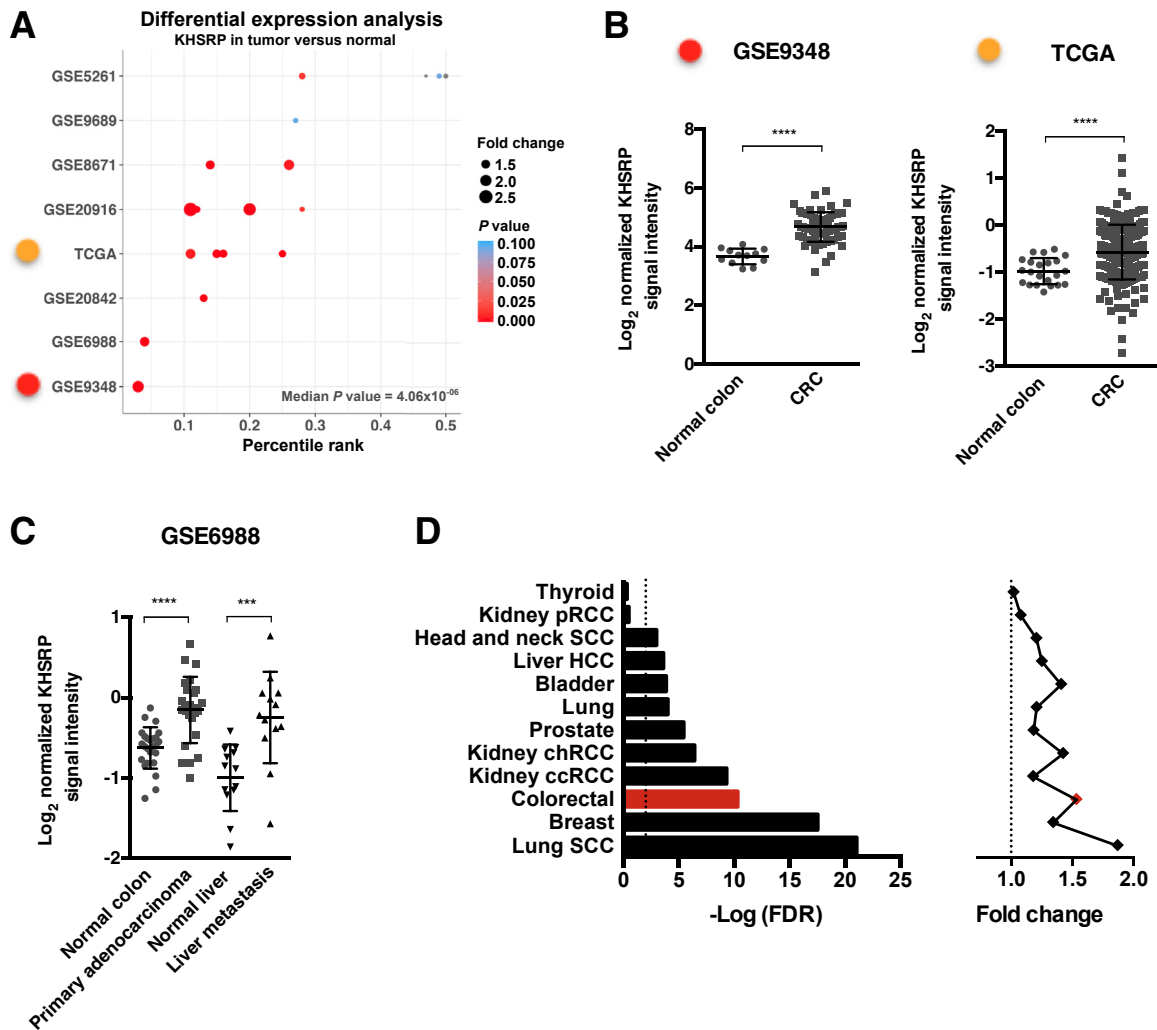 A
Differential expression analysis
KHSRP in tumor versus normal
GSE5261
GSE9689
GSE8671
GSE20916
TCGA
GSE20842
GSE6988
GSE9348
Median P value = 4.06x10-06
0.1 0.2 0.3 0.4 0.5
Percentile rank
Fold change
1.5
2.0
2.5
P value
0.100
0.075
0.050
0.025
0.000
B
GSE9348
Log2 normalized KHSRP
signal intensity
8
6
4
2
0
****
Normal colon
CRC
TCGA
Log2 normalized KHSRP
signal intensity
2
1
0
-1
-2
-3
****
Normal colon
CRC
C
GSE6988
Log2 normalized KHSRP
signal intensity
1
0
-1
-2
****
***
Normal colon
Primary adenocarcinoma
Normal liver
Liver metastasis
D
Thyroid
Kidney pRCC
Head and neck SCC
Liver HCC
Bladder
Lung
Prostate
Kidney chRCC
Kidney ccRCC
Colorectal
Breast
Lung SCC
0 5 10 15 20 25
-Log (FDR)
1.0 1.5 2.0
Fold change